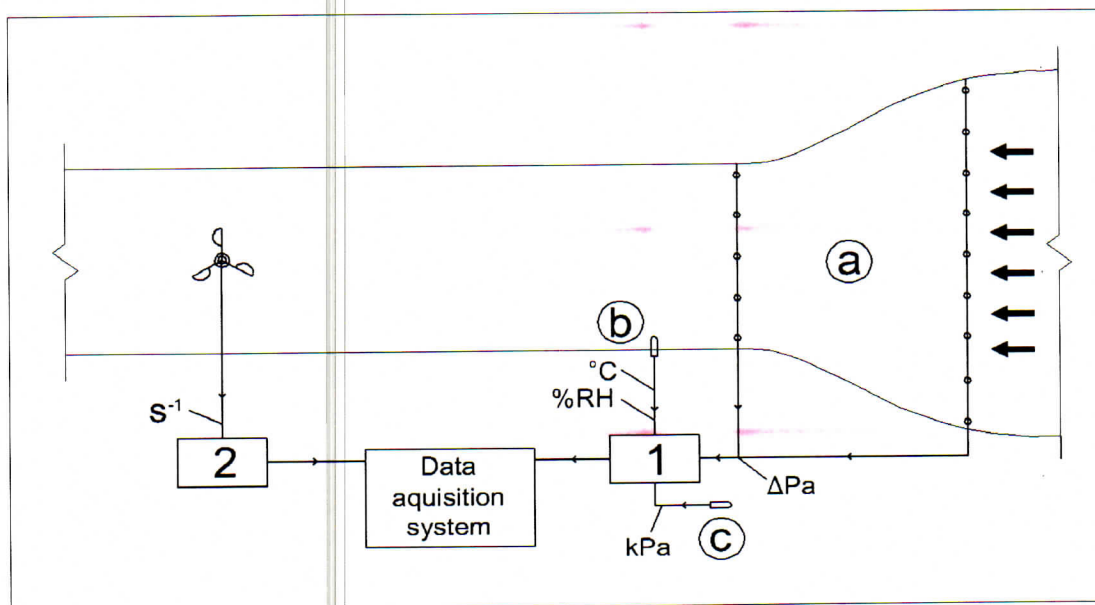 a
b
°C
%RH
s⁻¹
2
Data
aquisition
system
1
ΔPa
kPa
c